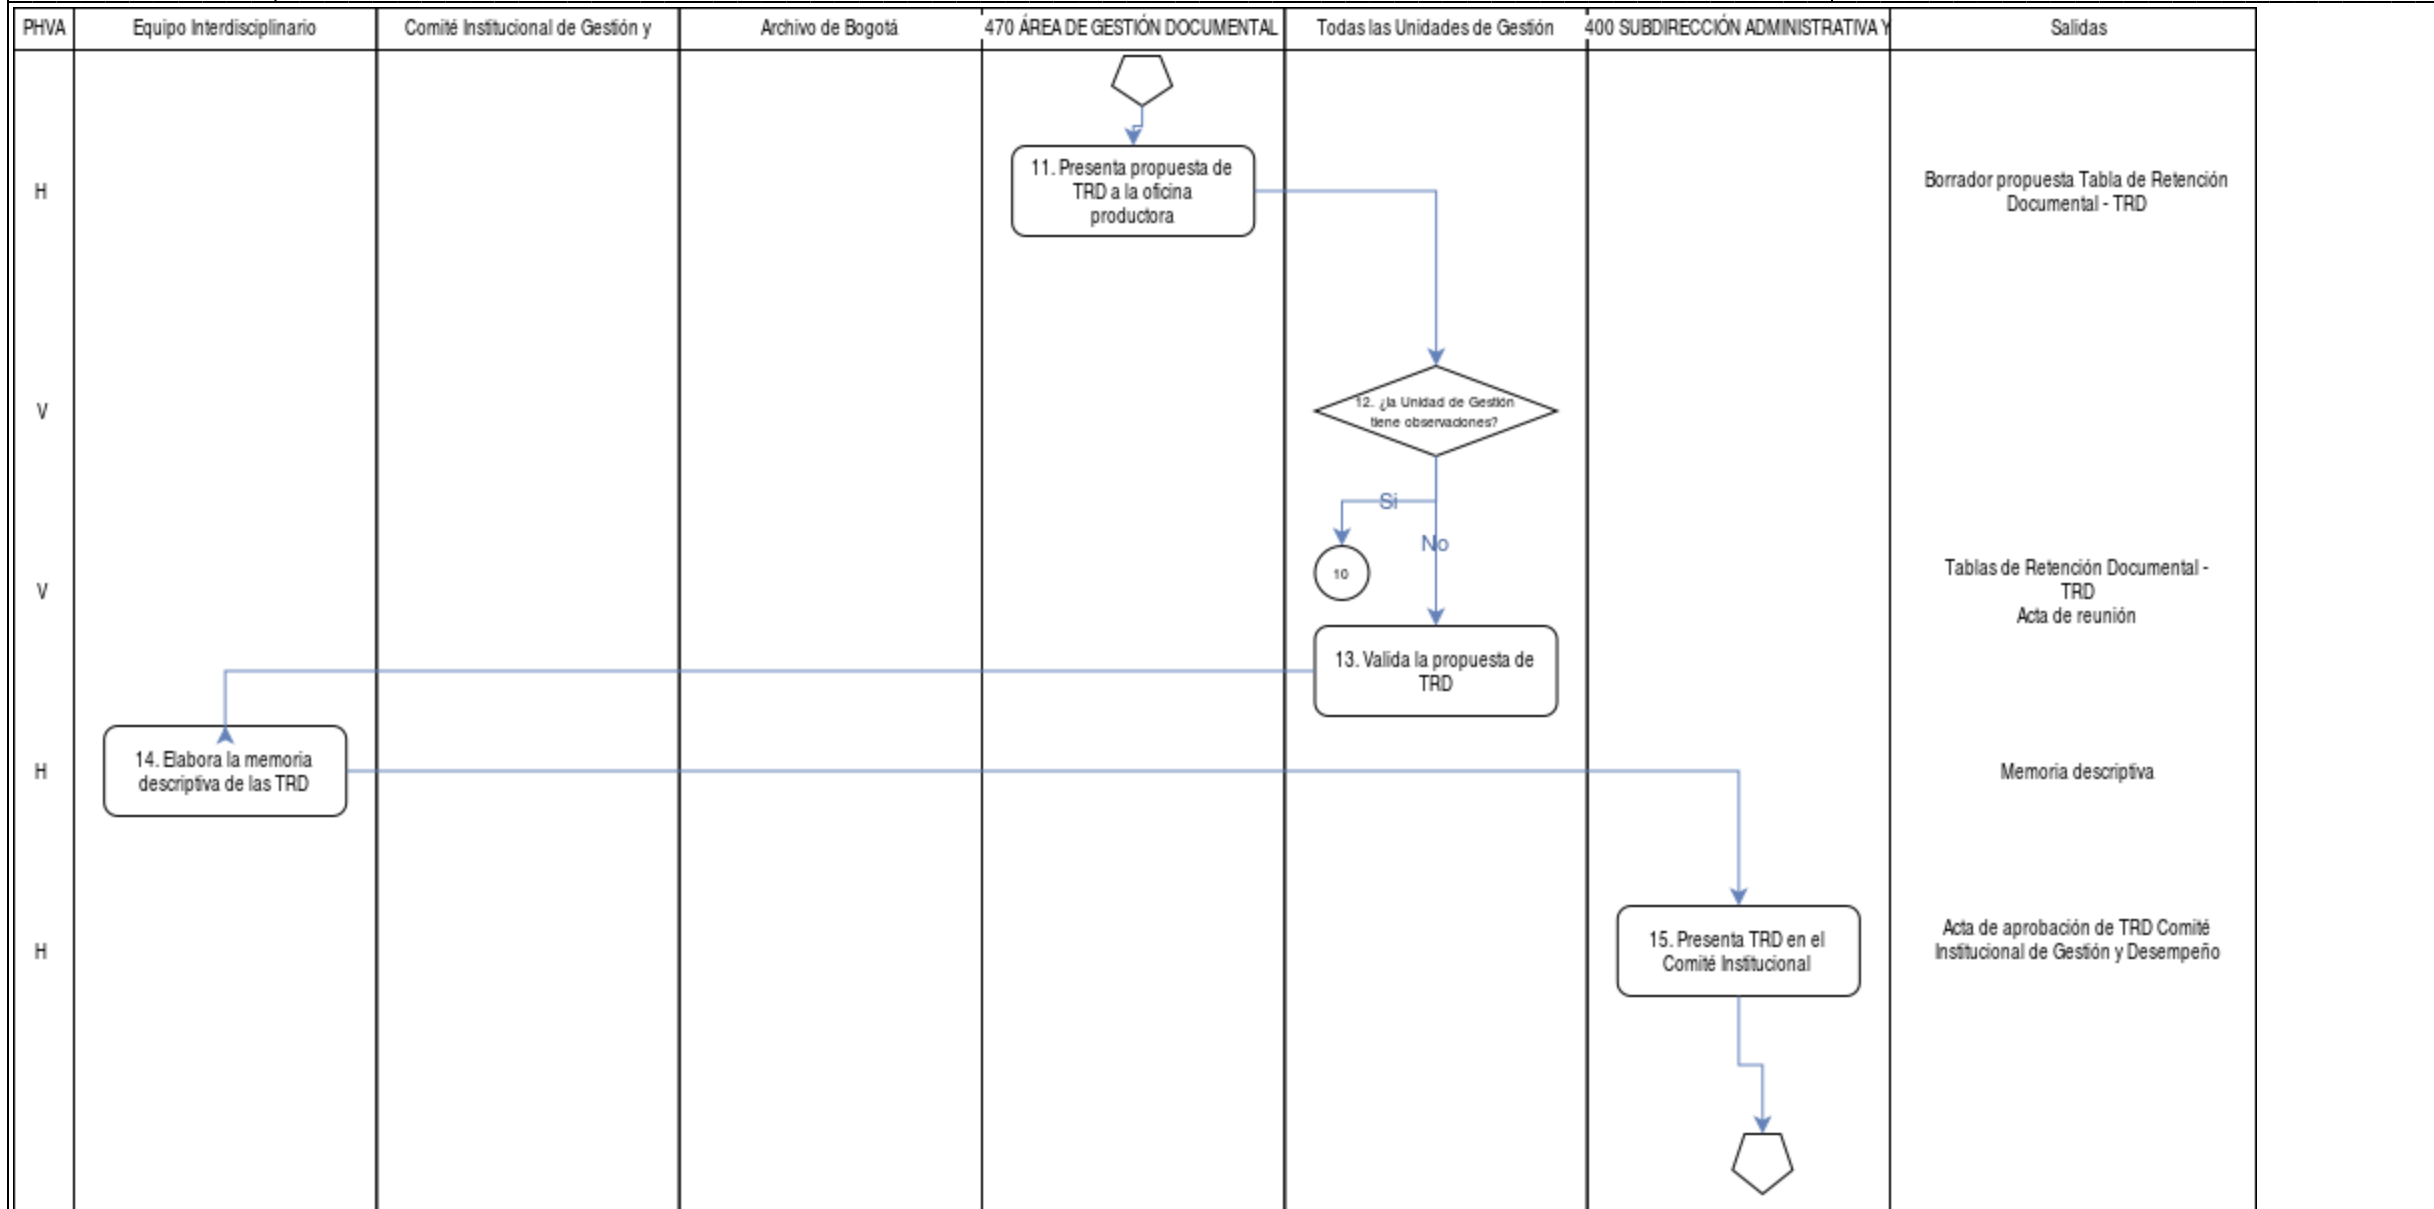 PHVA
Equipo Interdisciplinario
Comité Institucional de Gestión y
Archivo de Bogotá
470 ÁREA DE GESTIÓN DOCUMENTAL
Todas las Unidades de Gestión
400 SUBDIRECCIÓN ADMINISTRATIVA Y
Salidas
H
11. Presenta propuesta de
TRD a la oficina
productora
Borrador propuesta Tabla de Retención
Documental - TRD
V
12. ¿la Unidad de Gestión
tiene observaciones?
Si
No
10
V
Tablas de Retención Documental -
TRD
Acta de reunión
13. Valida la propuesta de
TRD
H
14. Elabora la memoria
descriptiva de las TRD
Memoria descriptiva
H
15. Presenta TRD en el
Comité Institucional
Acta de aprobación de TRD Comité
Institucional de Gestión y Desempeño